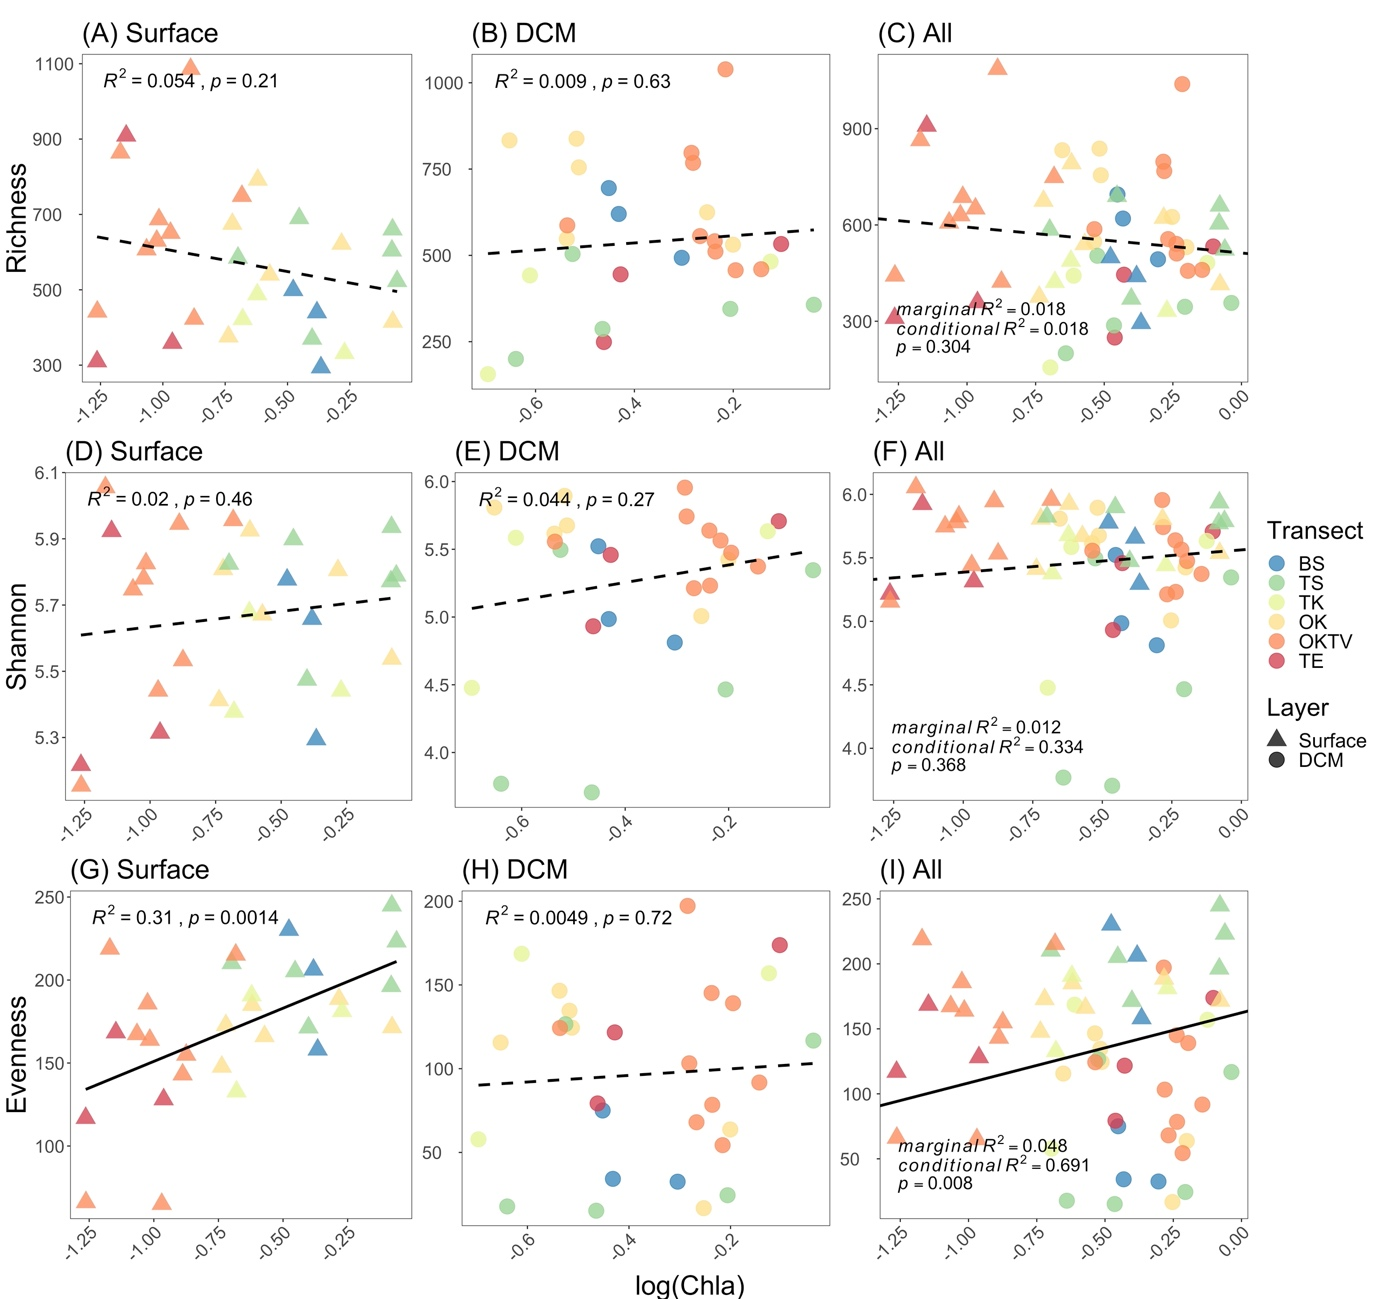 (A) Surface
(B) DCM
(C) All
Richness
1100
900
700
500
300
R² = 0.054 , p = 0.21
-1.25
-1.00
-0.75
-0.50
-0.25
1000
750
500
250
R² = 0.009 , p = 0.63
-0.6
-0.4
-0.2
900
600
300
marginal R² = 0.018
conditional R² = 0.018
p = 0.304
-1.25
-1.00
-0.75
-0.50
-0.25
0.00
(D) Surface
(E) DCM
(F) All
Shannon
6.1
5.9
5.7
5.5
5.3
R² = 0.02 , p = 0.46
-1.25
-1.00
-0.75
-0.50
-0.25
6.0
5.5
5.0
4.5
4.0
R² = 0.044 , p = 0.27
-0.6
-0.4
-0.2
6.0
5.5
5.0
4.5
4.0
marginal R² = 0.012
conditional R² = 0.334
p = 0.368
-1.25
-1.00
-0.75
-0.50
-0.25
0.00
Transect
BS
TS
TK
OK
OKTV
TE
Layer
Surface
DCM
(G) Surface
(H) DCM
(I) All
Evenness
250
200
150
100
R² = 0.31 , p = 0.0014
-1.25
-1.00
-0.75
-0.50
-0.25
200
150
100
50
R² = 0.0049 , p = 0.72
-0.6
-0.4
-0.2
250
200
150
100
50
marginal R² = 0.048
conditional R² = 0.691
p = 0.008
-1.25
-1.00
-0.75
-0.50
-0.25
0.00
log(Chla)